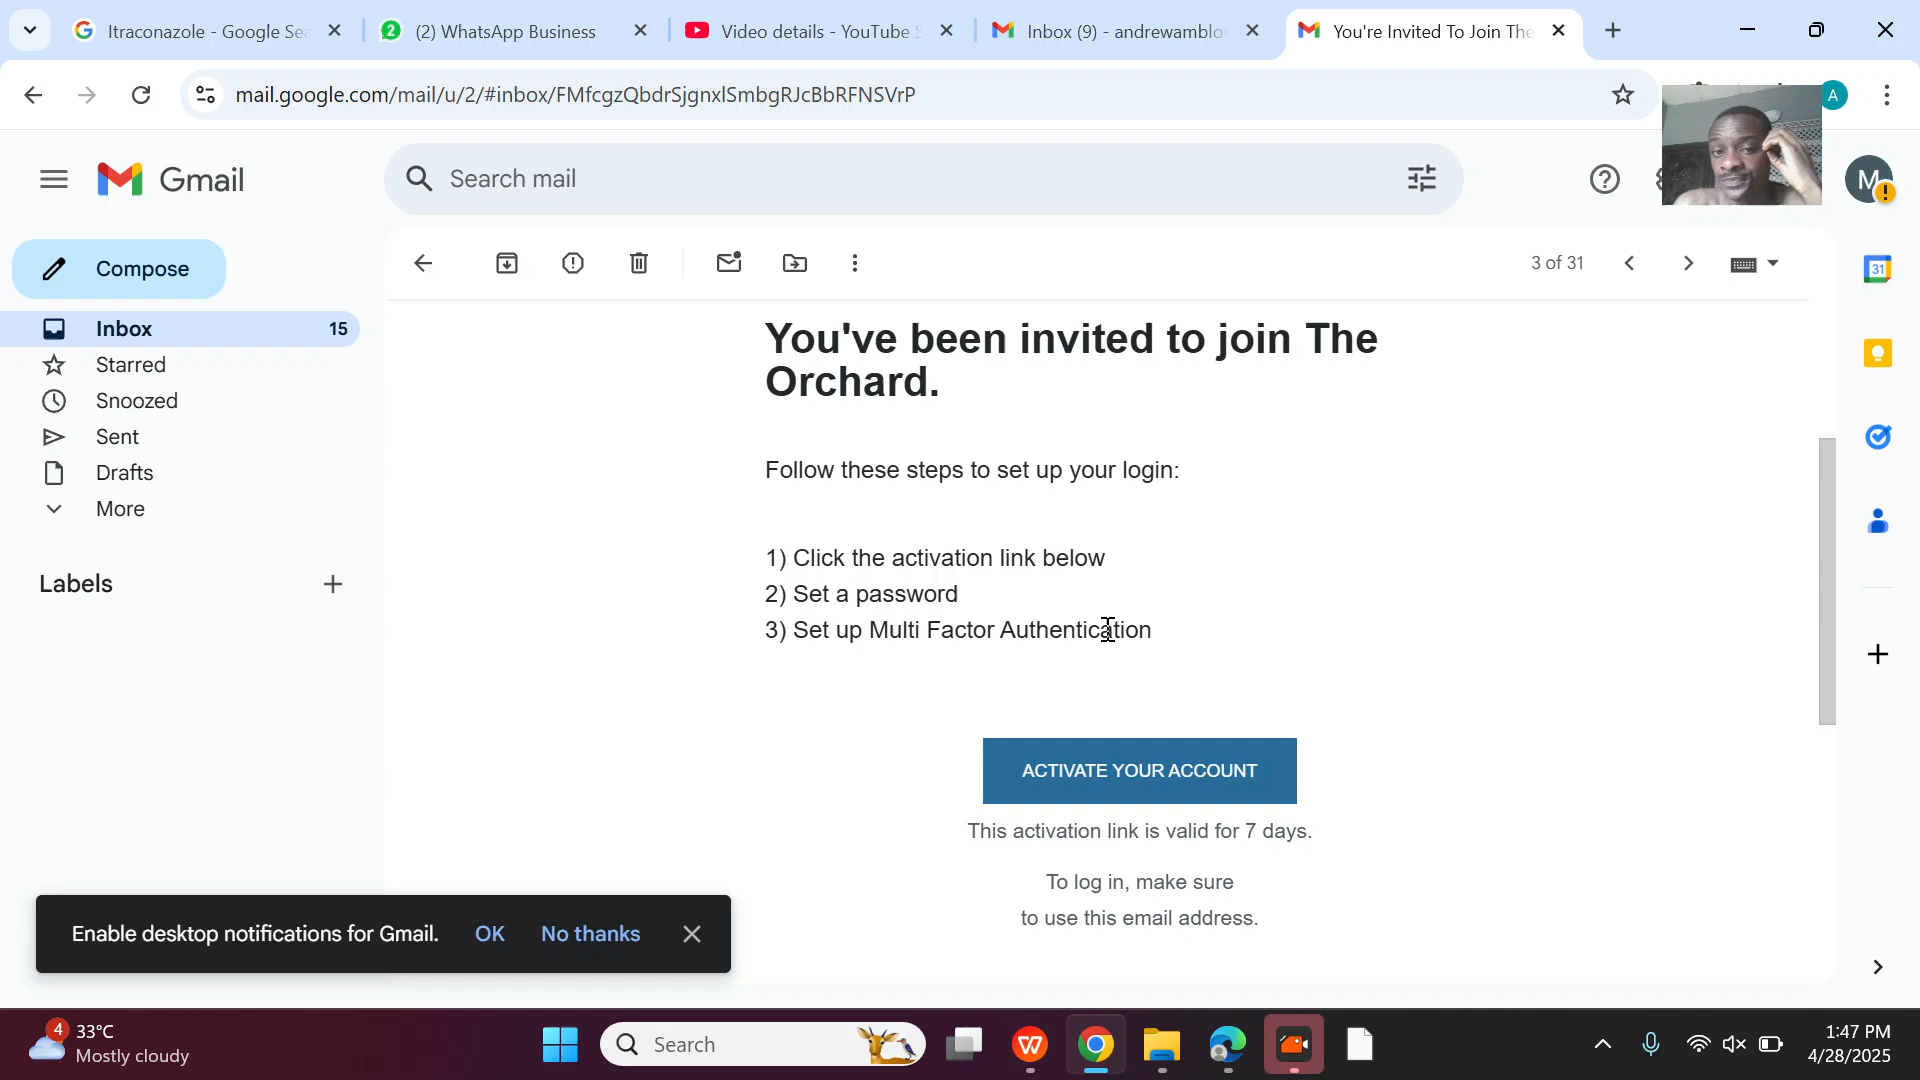 Itraconazole - Google Se
(2) WhatsApp Business
Video details - YouTube S
Inbox (9) - andrewamblo
You're Invited To Join The
mail.google.com/mail/u/2/#inbox/FMfcgzQbdrSjgnxlSmbgRJcBbRFNSVrP
A
Gmail
Search mail
M
Compose
3 of 31
Inbox 15
Starred
Snoozed
Sent
Drafts
More
Labels
31
You've been invited to join The
Orchard.
Follow these steps to set up your login:
1) Click the activation link below
2) Set a password
3) Set up Multi Factor Authentication
ACTIVATE YOUR ACCOUNT
This activation link is valid for 7 days.
To log in, make sure
to use this email address.
Enable desktop notifications for Gmail. OK No thanks
4
33°C
Mostly cloudy
Search
1:47 PM
4/28/2025